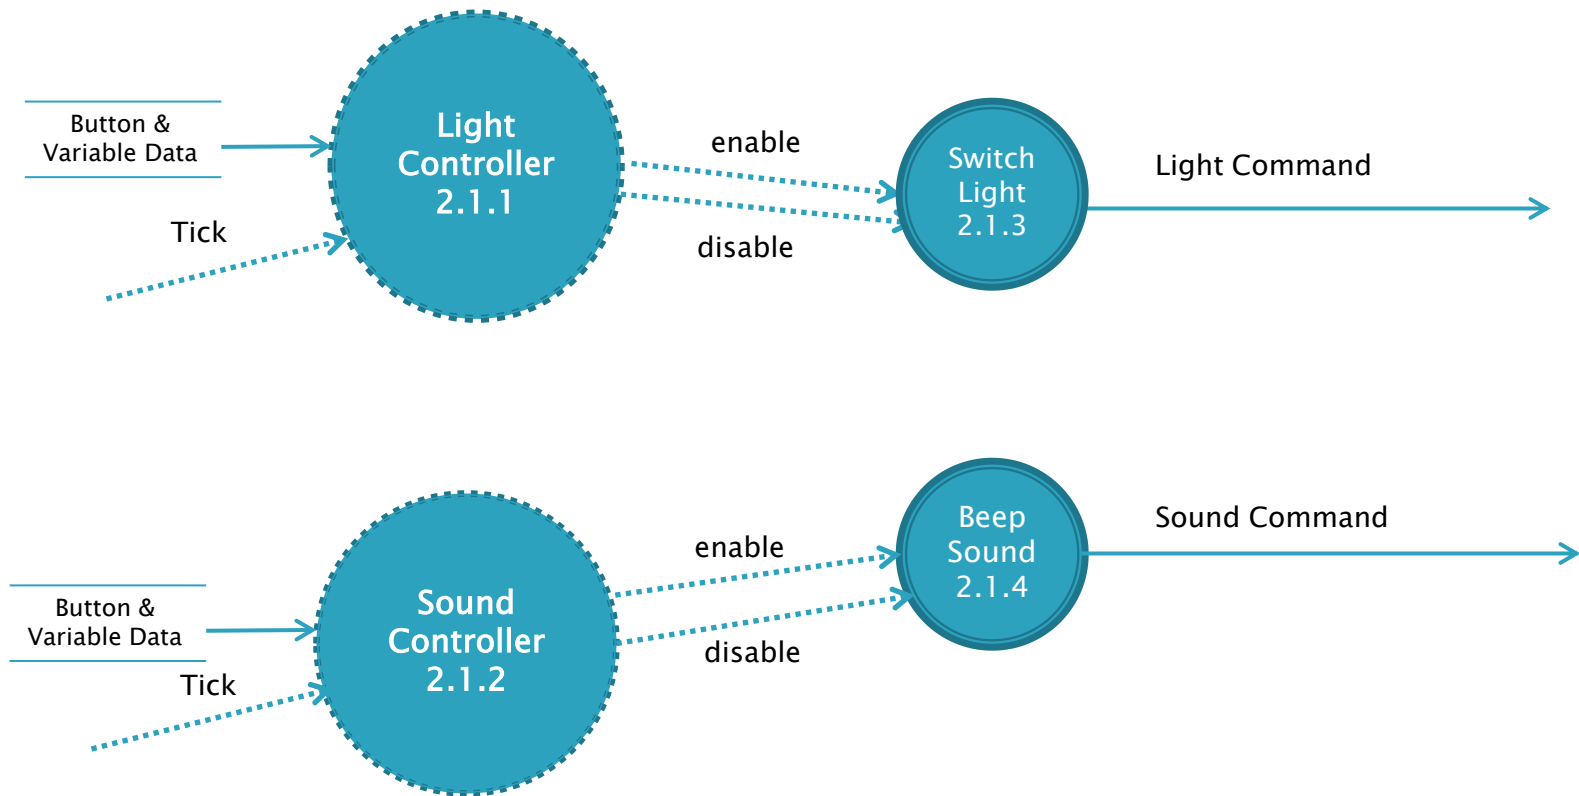 Button &
Variable Data
Tick
Light
Controller
2.1.1
enable
disable
Switch
Light
2.1.3
Light Command
Button &
Variable Data
Tick
Sound
Controller
2.1.2
enable
disable
Beep
Sound
2.1.4
Sound Command